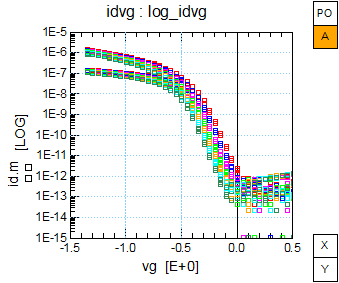 idvg : log_idvg
PO
A
1E-5
1E-6
1E-7
1E-8
1E-9
1E-10
1E-11
1E-12
1E-13
1E-14
1E-15
id.m [LOG]
-1.5 -1.0 -0.5 0.0 0.5
vg [E+0]
X
Y